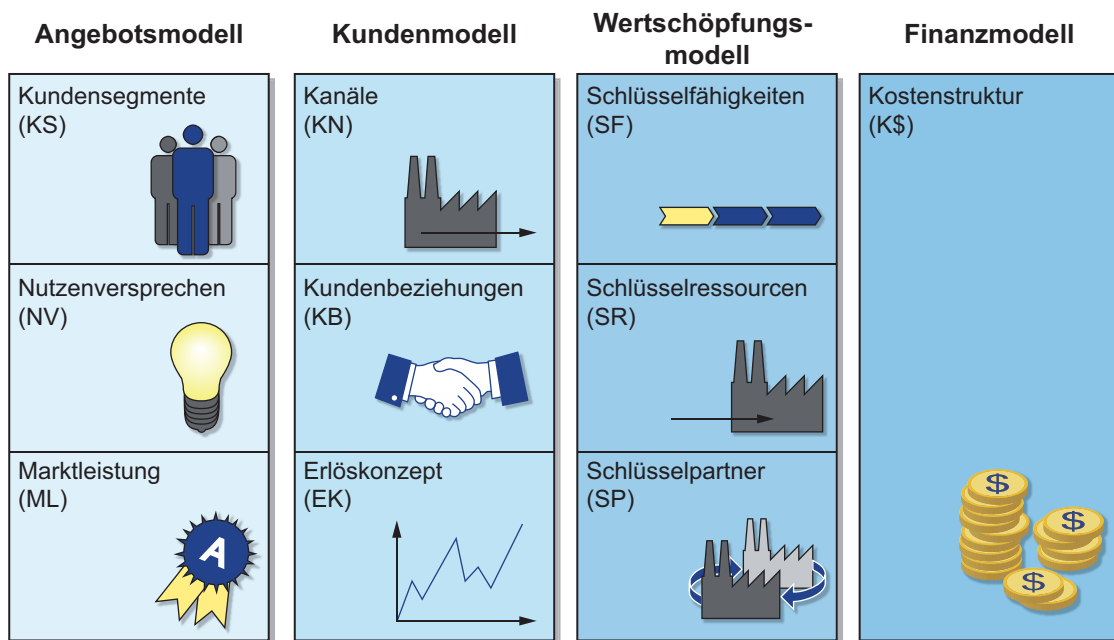 Angebotsmodell
Kundensegmente
(KS)
Nutzenversprechen
(NV)
Marktleistung
(ML)
A
Kundenmodell
Kanäle
(KN)
Kundenbeziehungen
(KB)
Erlöskonzept
(EK)
Wertschöpfungs-
modell
Schlüsselfähigkeiten
(SF)
Schlüsselressourcen
(SR)
Schlüsselpartner
(SP)
Finanzmodell
Kostenstruktur
(K$)
$
$
$